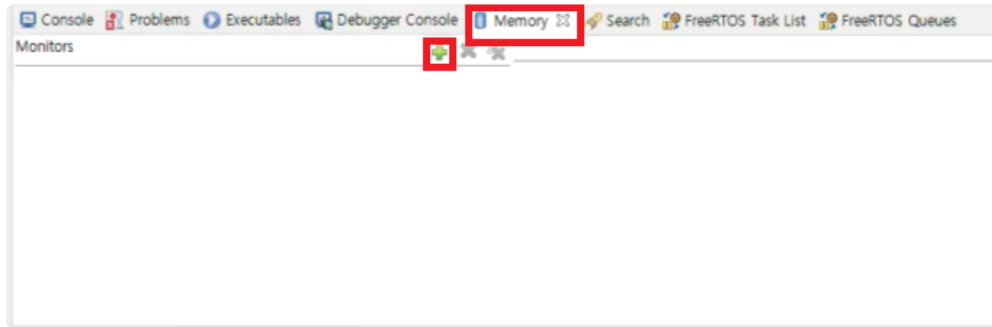 Console Problems Executables Debugger Console Memory Search FreeRTOS Task List FreeRTOS Queues
Monitors